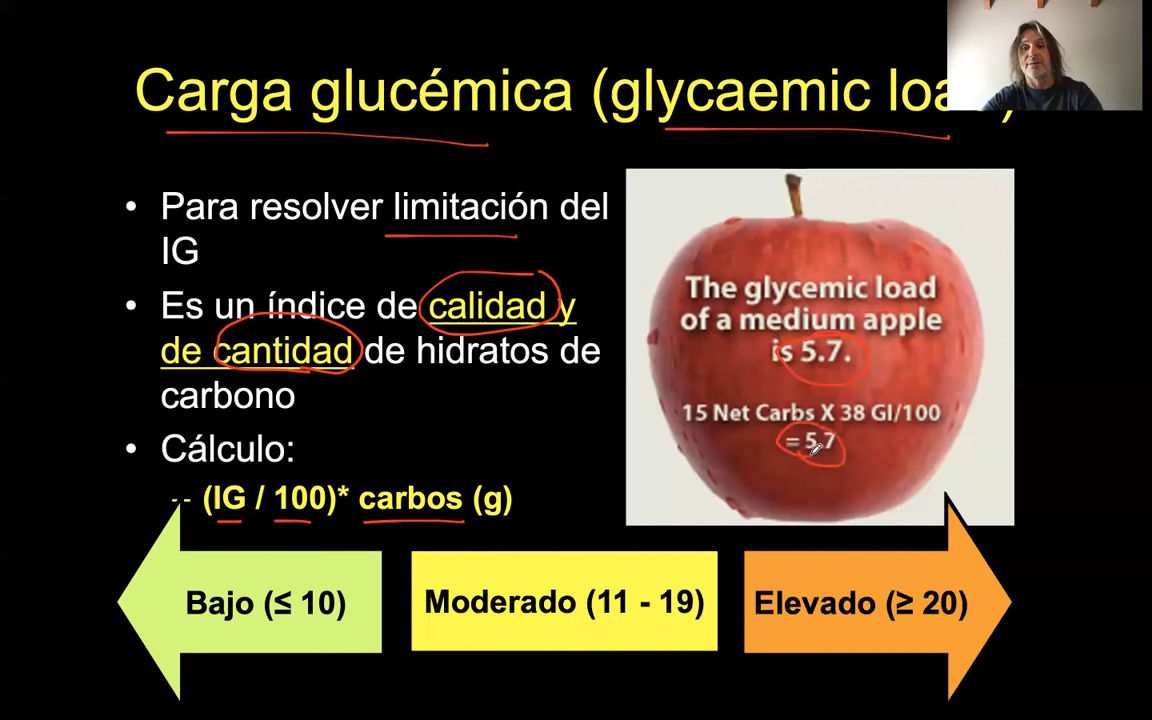 Carga glucémica (glycaemic
• Para resolver limitación del
IG
• Es un índice de calidad y
de cantidad de hidratos de
carbono
• Cálculo:
(IG / 100)* carbos (g)
The glycemic load
of a medium apple
is 5.7.
15 Net Carbs X 38 GI/100
= 5.7
Bajo (≤ 10)
Moderado (11 - 19)
Elevado (≥ 20)